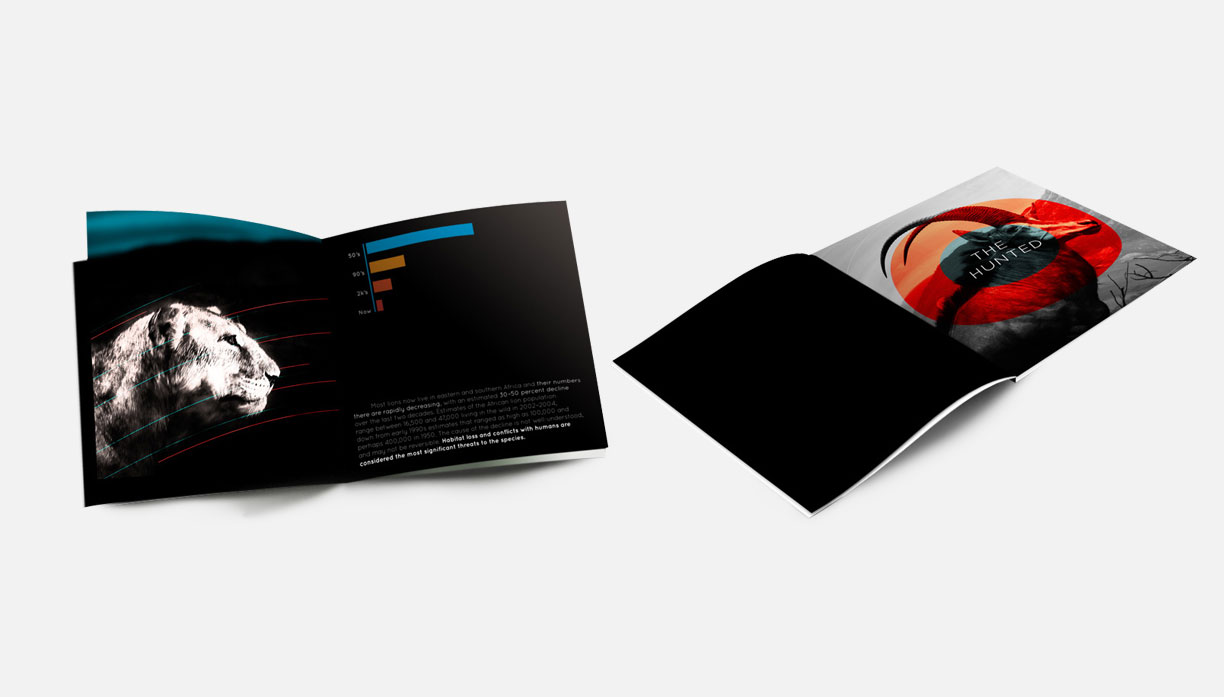 50's
90's
2k's
Now
Most lions now live in eastern and southern Africa and their numbers
there are rapidly decreasing, with an estimated 30-50 percent decline
over the last two decades. Estimates of the African lion population
range between 16,500 and 47,000 living in the wild in 2002-2004,
down from early 1990s estimates that ranged as high as 100,000 and
perhaps 400,000 in 1950. The cause of the decline is not well-understood,
and may not be reversible. Habitat loss and conflicts with humans are
considered the most significant threats to the species.
THE
HUNTED